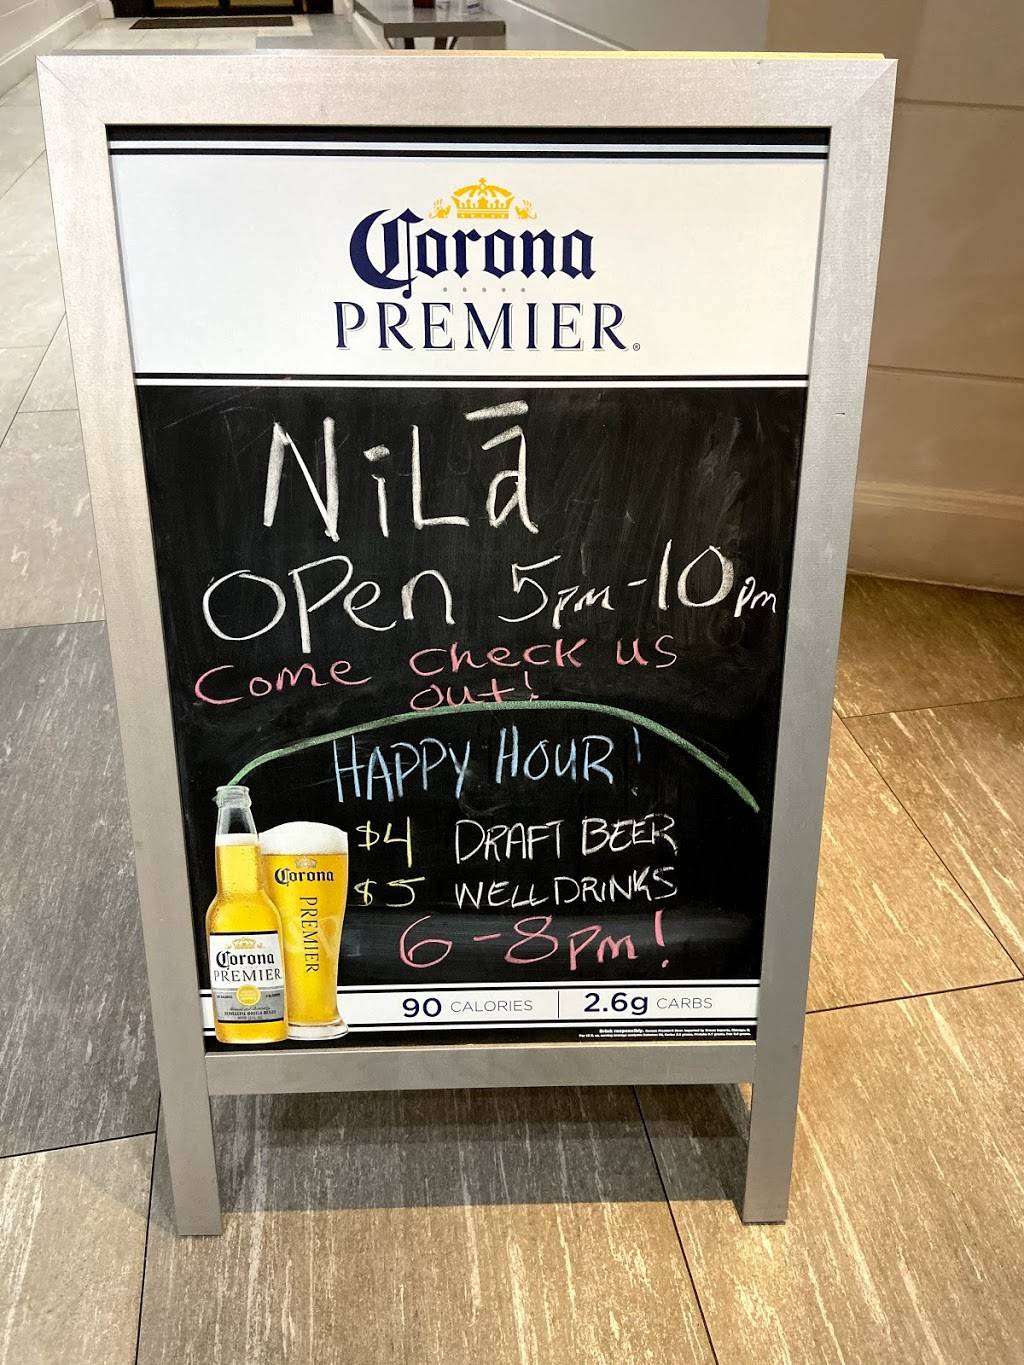 Corona
PREMIER®
NiLā
OPen 5pm-10pm
Come Check us
out!
HAPPY HOUR!
$4 DRAFT BEER
$5 WELL DRINKS
6-8pm!
Corona
PREMIER
Corona
PREMIER
90 CALORIES | 2.6g CARBS